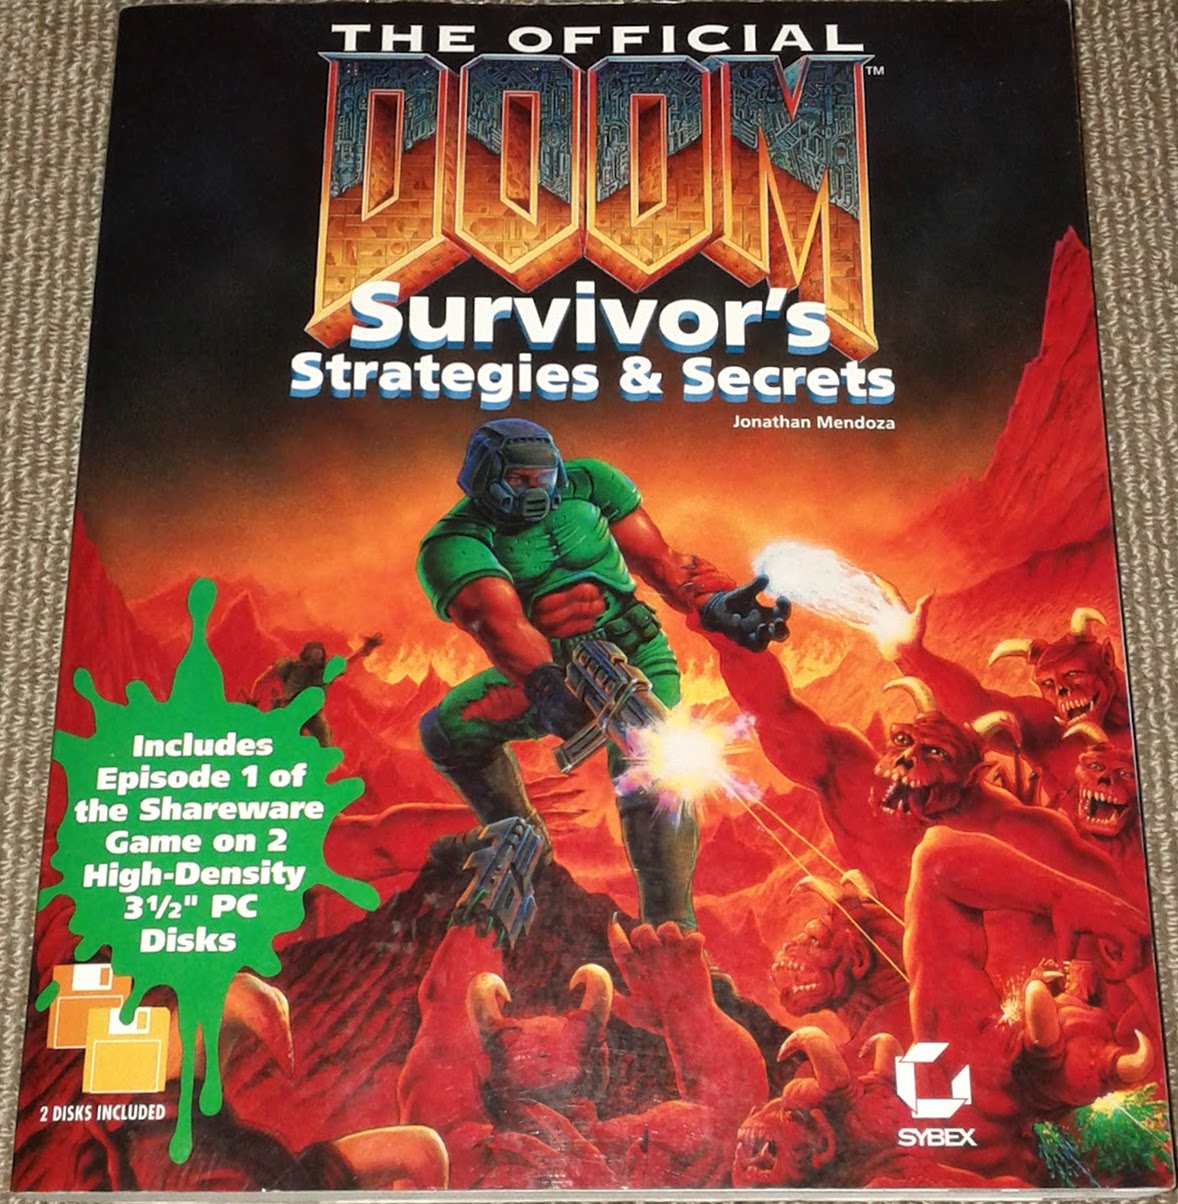 THE OFFICIAL
DOOM™
Survivor's
Strategies & Secrets
Jonathan Mendoza
Includes
Episode 1 of
the Shareware
Game on 2
High-Density
3½" PC
Disks
2 DISKS INCLUDED
SYBEX